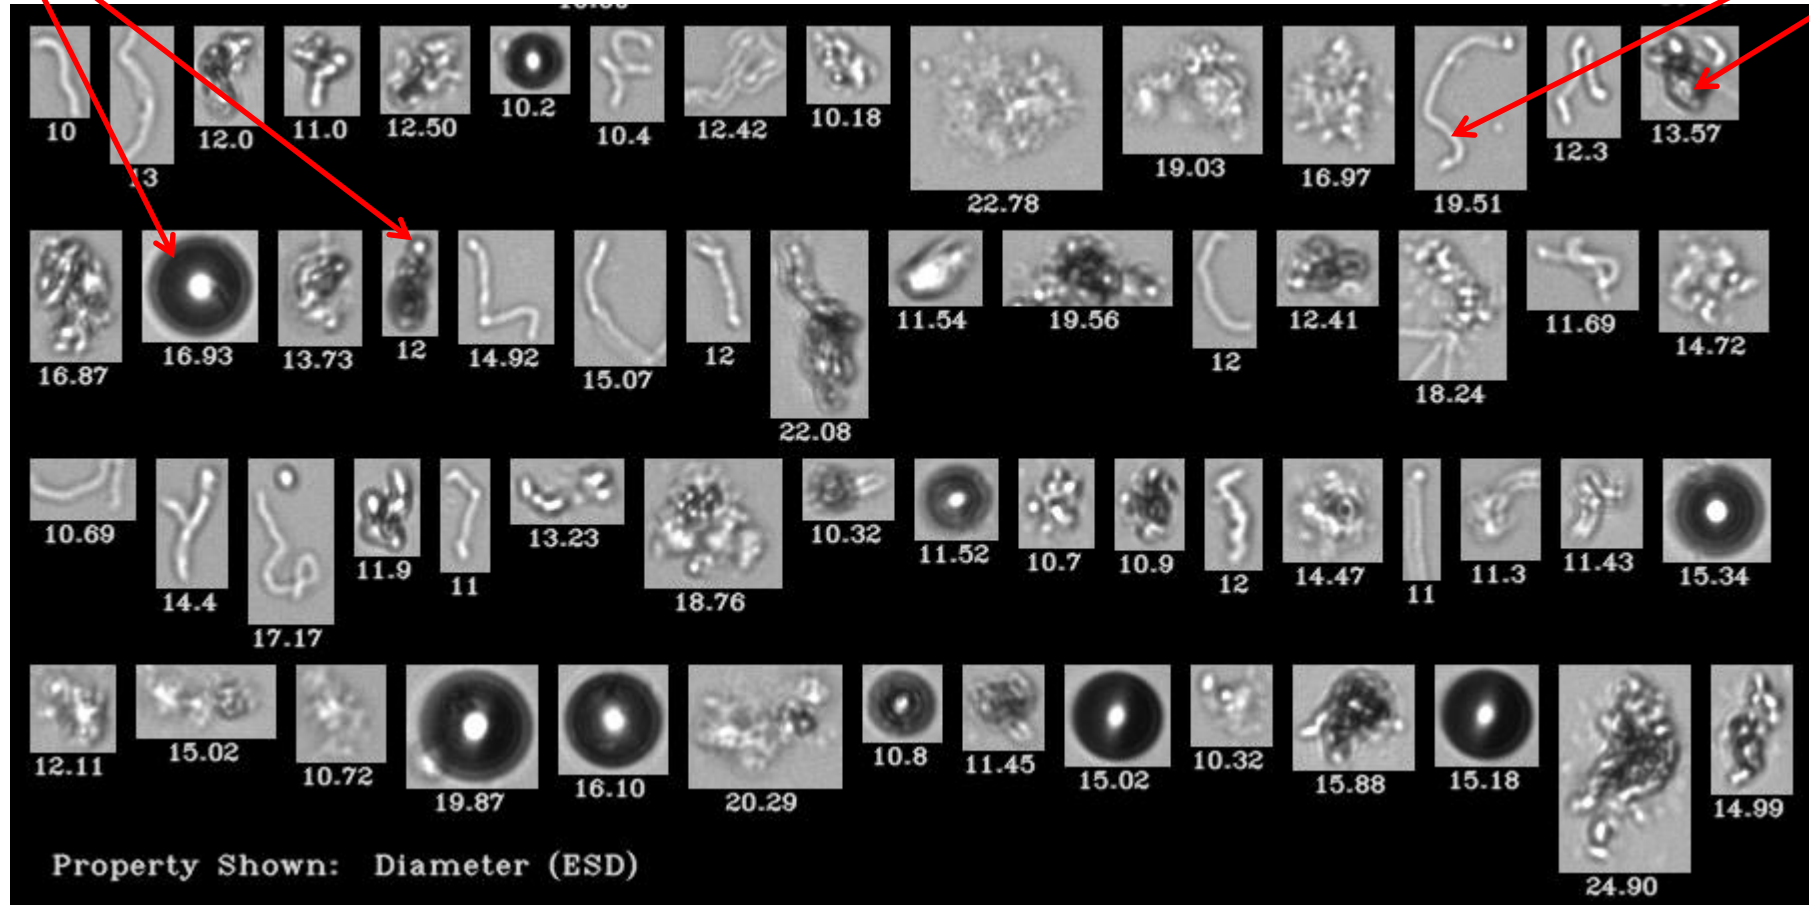 10 13 12.0 11.0 12.50 10.2 10.4 12.42 10.18 22.78 19.03 16.97 19.51 12.3 13.57
16.87 16.93 13.73 12 14.92 15.07 12 22.08 11.54 19.56 12 12.41 18.24 11.69 14.72
10.69 14.4 17.17 11.9 11 13.23 18.76 10.32 11.52 10.7 10.9 12 14.47 11 11.3 11.43 15.34
12.11 15.02 10.72 19.87 16.10 20.29 10.8 11.45 15.02 10.32 15.88 15.18 24.90 14.99
Property Shown: Diameter (ESD)